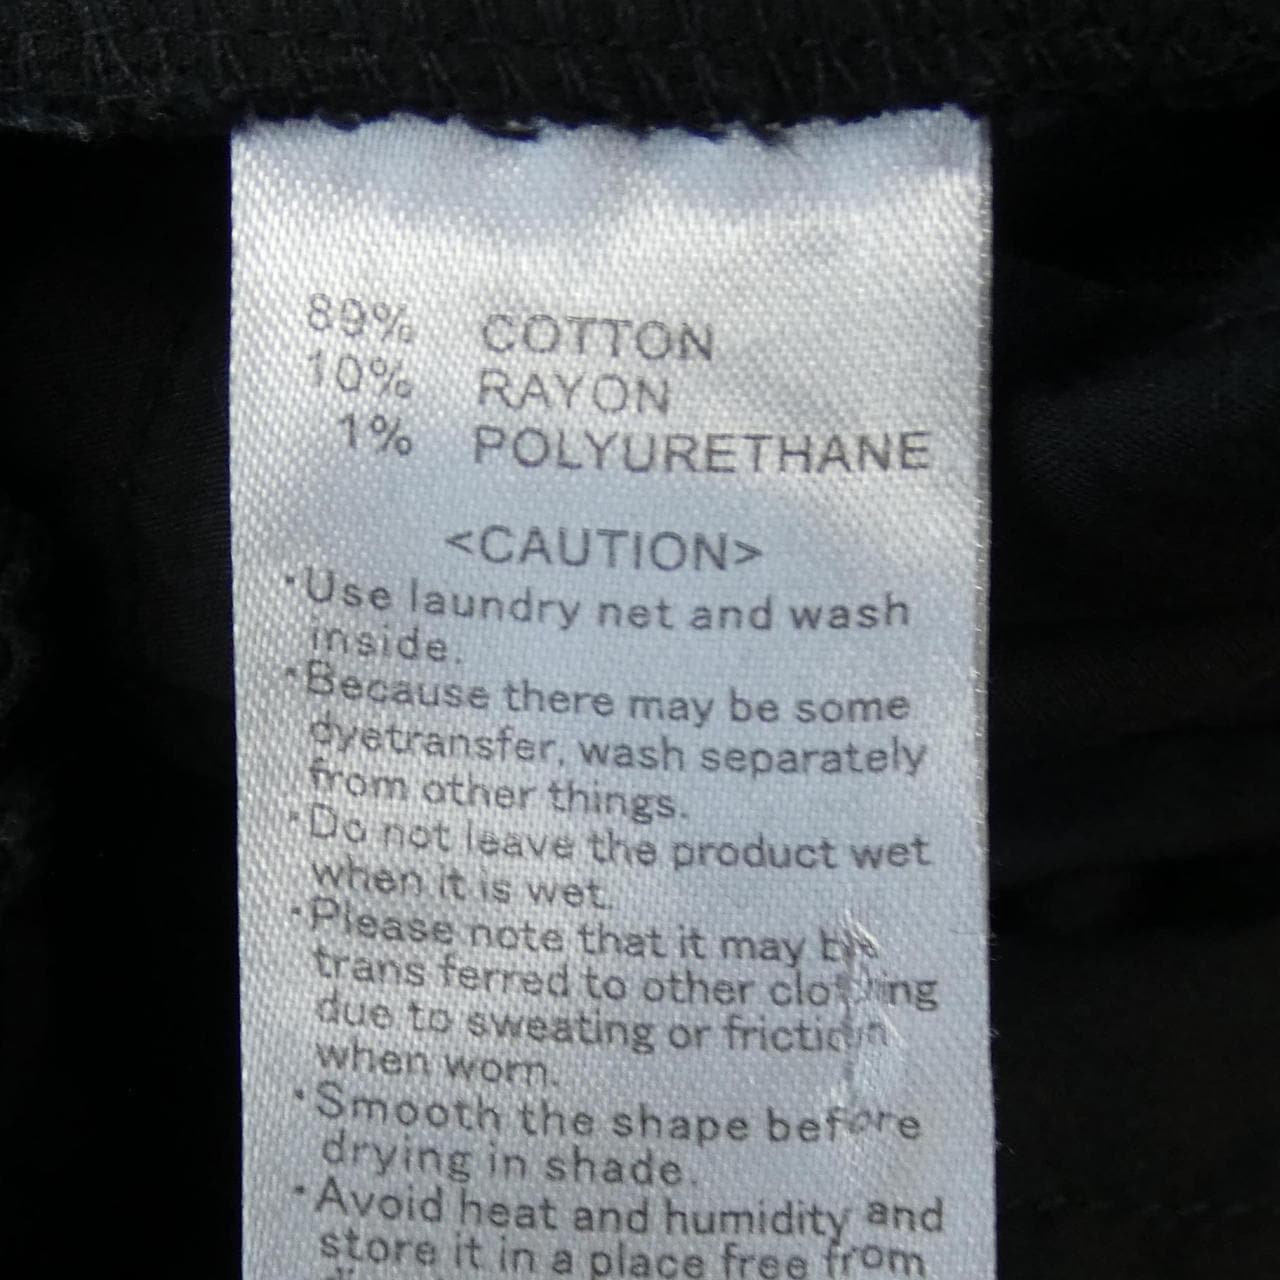 89% COTTON
10% RAYON
1% POLYURETHANE
<CAUTION>
･Use laundry net and wash
inside.
･Because there may be some
dyetransfer, wash separately
from other things.
･Do not leave the product wet
when it is wet.
･Please note that it may be
trans ferred to other clothing
due to sweating or friction
when worn.
･Smooth the shape before
drying in shade.
･Avoid heat and humidity and
store it in a place free from